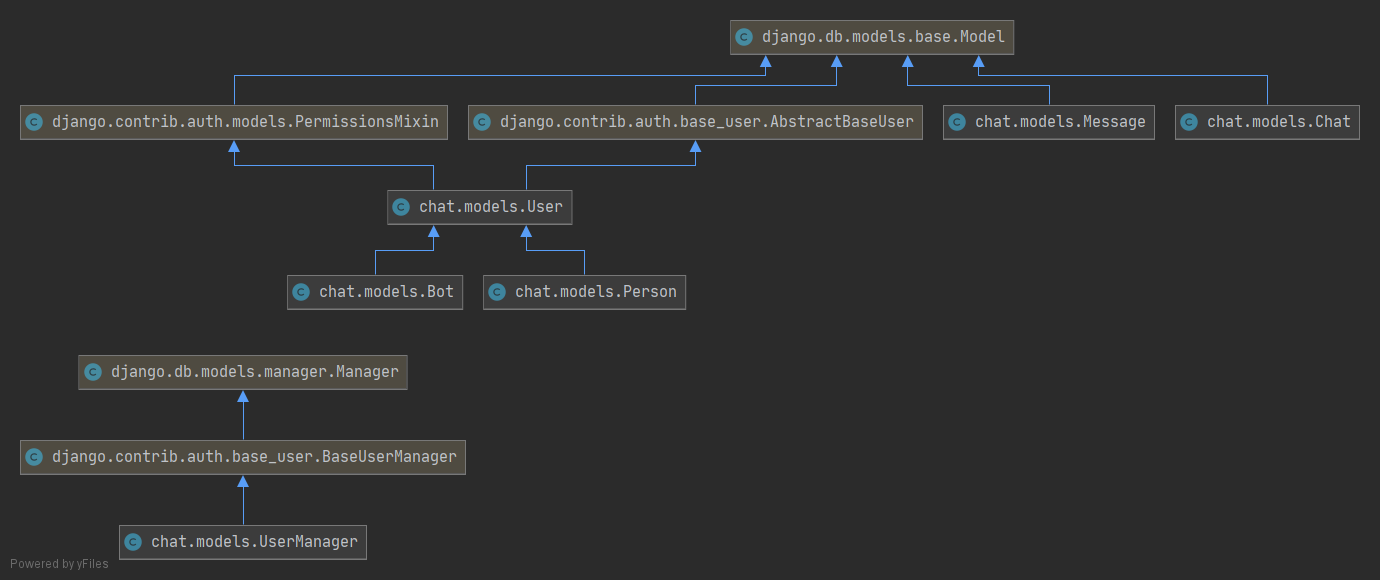 C django.db.models.base.Model
C django.contrib.auth.models.PermissionsMixin
C django.contrib.auth.base_user.AbstractBaseUser
C chat.models.Message
C chat.models.Chat
C chat.models.User
C chat.models.Bot
C chat.models.Person
C django.db.models.manager.Manager
C django.contrib.auth.base_user.BaseUserManager
C chat.models.UserManager
Powered by yFiles